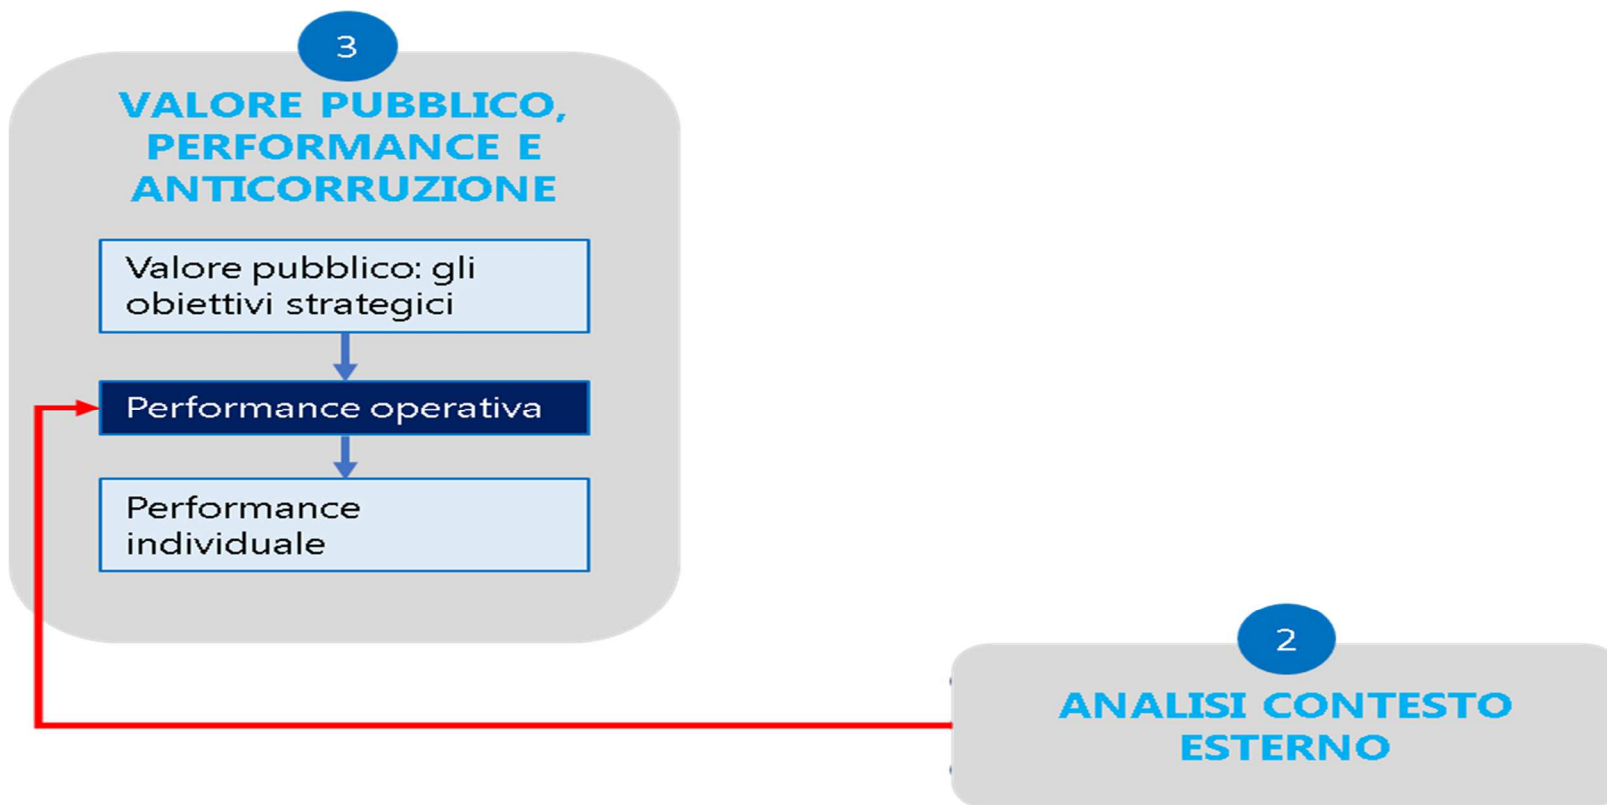 3
VALORE PUBBLICO,
PERFORMANCE E
ANTICORRUZIONE
Valore pubblico: gli
obiettivi strategici
Performance operativa
Performance
individuale
2
ANALISI CONTESTO
ESTERNO